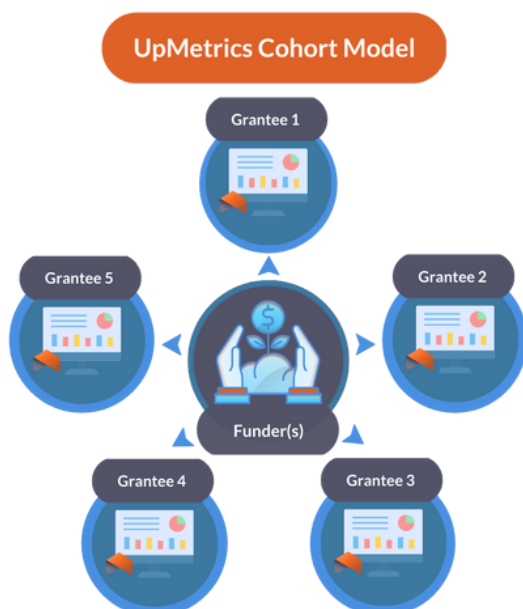 UpMetrics Cohort Model
Grantee 1
Grantee 5
Grantee 2
$
Funder(s)
Grantee 4
Grantee 3